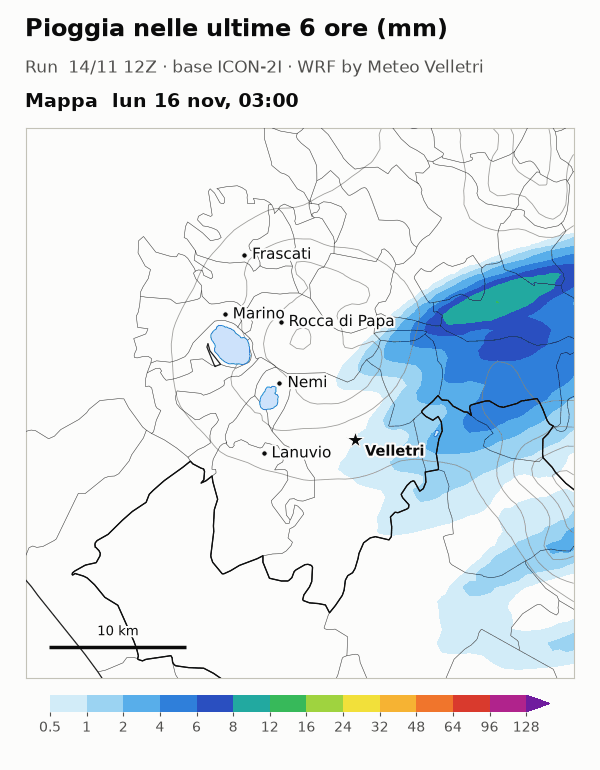 Pioggia nelle ultime 6 ore (mm)
Run 14/11 12Z · base ICON-2I · WRF by Meteo Velletri
Mappa lun 16 nov, 03:00
Frascati
Marino
Rocca di Papa
Nemi
Velletri
Lanuvio
10 km
0.5 1 2 4 6 8 12 16 24 32 48 64 96 128